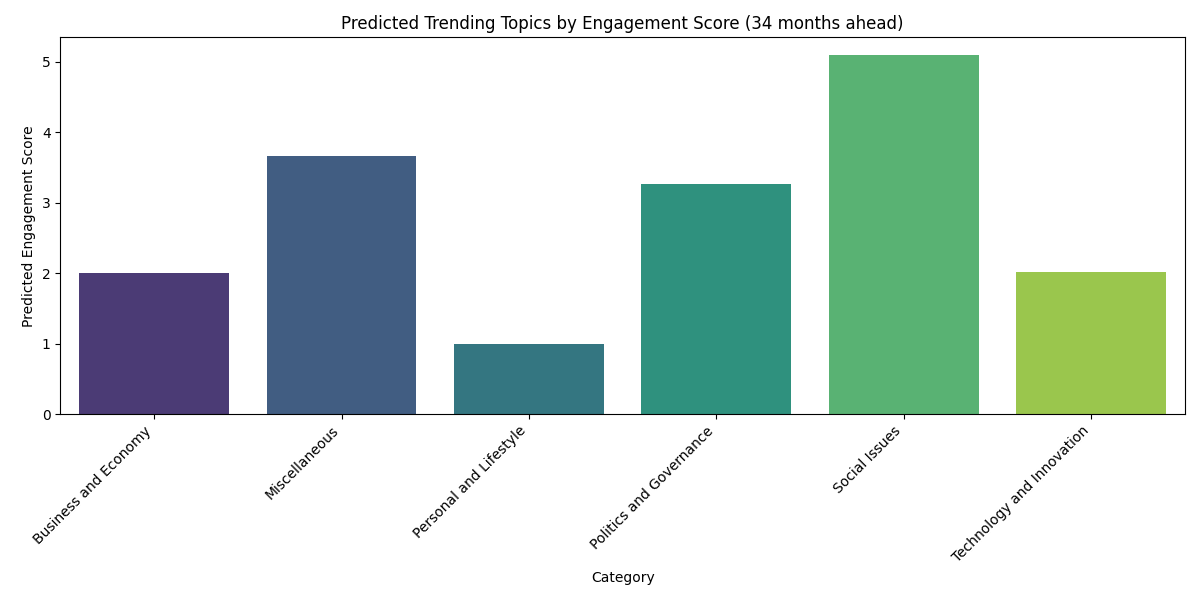 Predicted Trending Topics by Engagement Score (34 months ahead)
Predicted Engagement Score
5
4
3
2
1
0
Business and Economy
Miscellaneous
Personal and Lifestyle
Politics and Governance
Social Issues
Technology and Innovation
Category